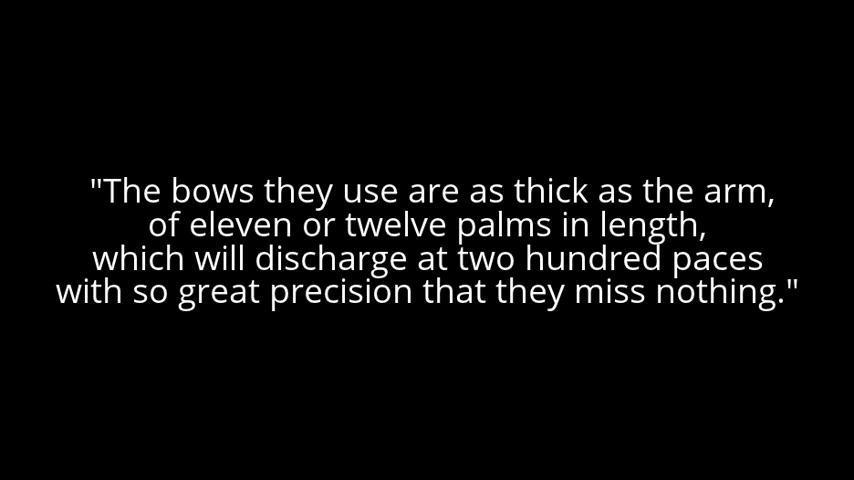 "The bows they use are as thick as the arm,
of eleven or twelve palms in length,
which will discharge at two hundred paces
with so great precision that they miss nothing."